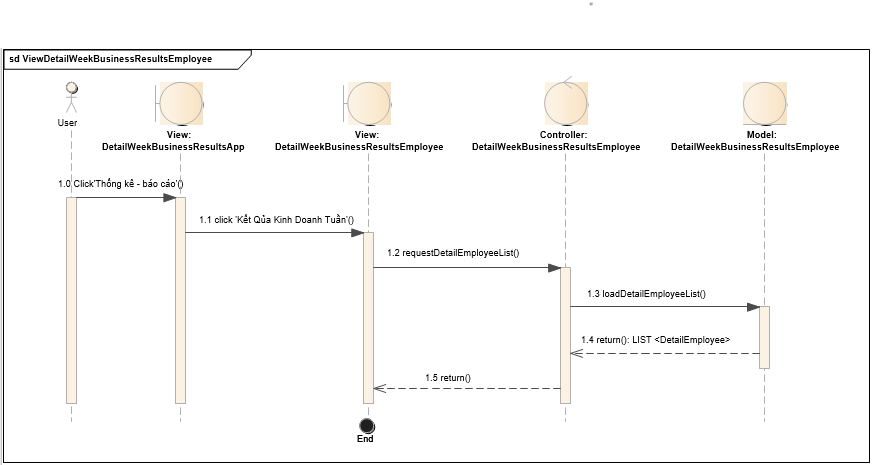 sd ViewDetailWeekBusinessResultsEmployee
User
View:
DetailWeekBusinessResultsApp
View:
DetailWeekBusinessResultsEmployee
Controller:
DetailWeekBusinessResultsEmployee
Model:
DetailWeekBusinessResultsEmployee
1.0 Click'Thống kê - báo cáo'()
1.1 click 'Kết Qủa Kinh Doanh Tuần'()
1.2 requestDetailEmployeeList()
1.3 loadDetailEmployeeList()
1.4 return(): LIST <DetailEmployee>
1.5 return()
End